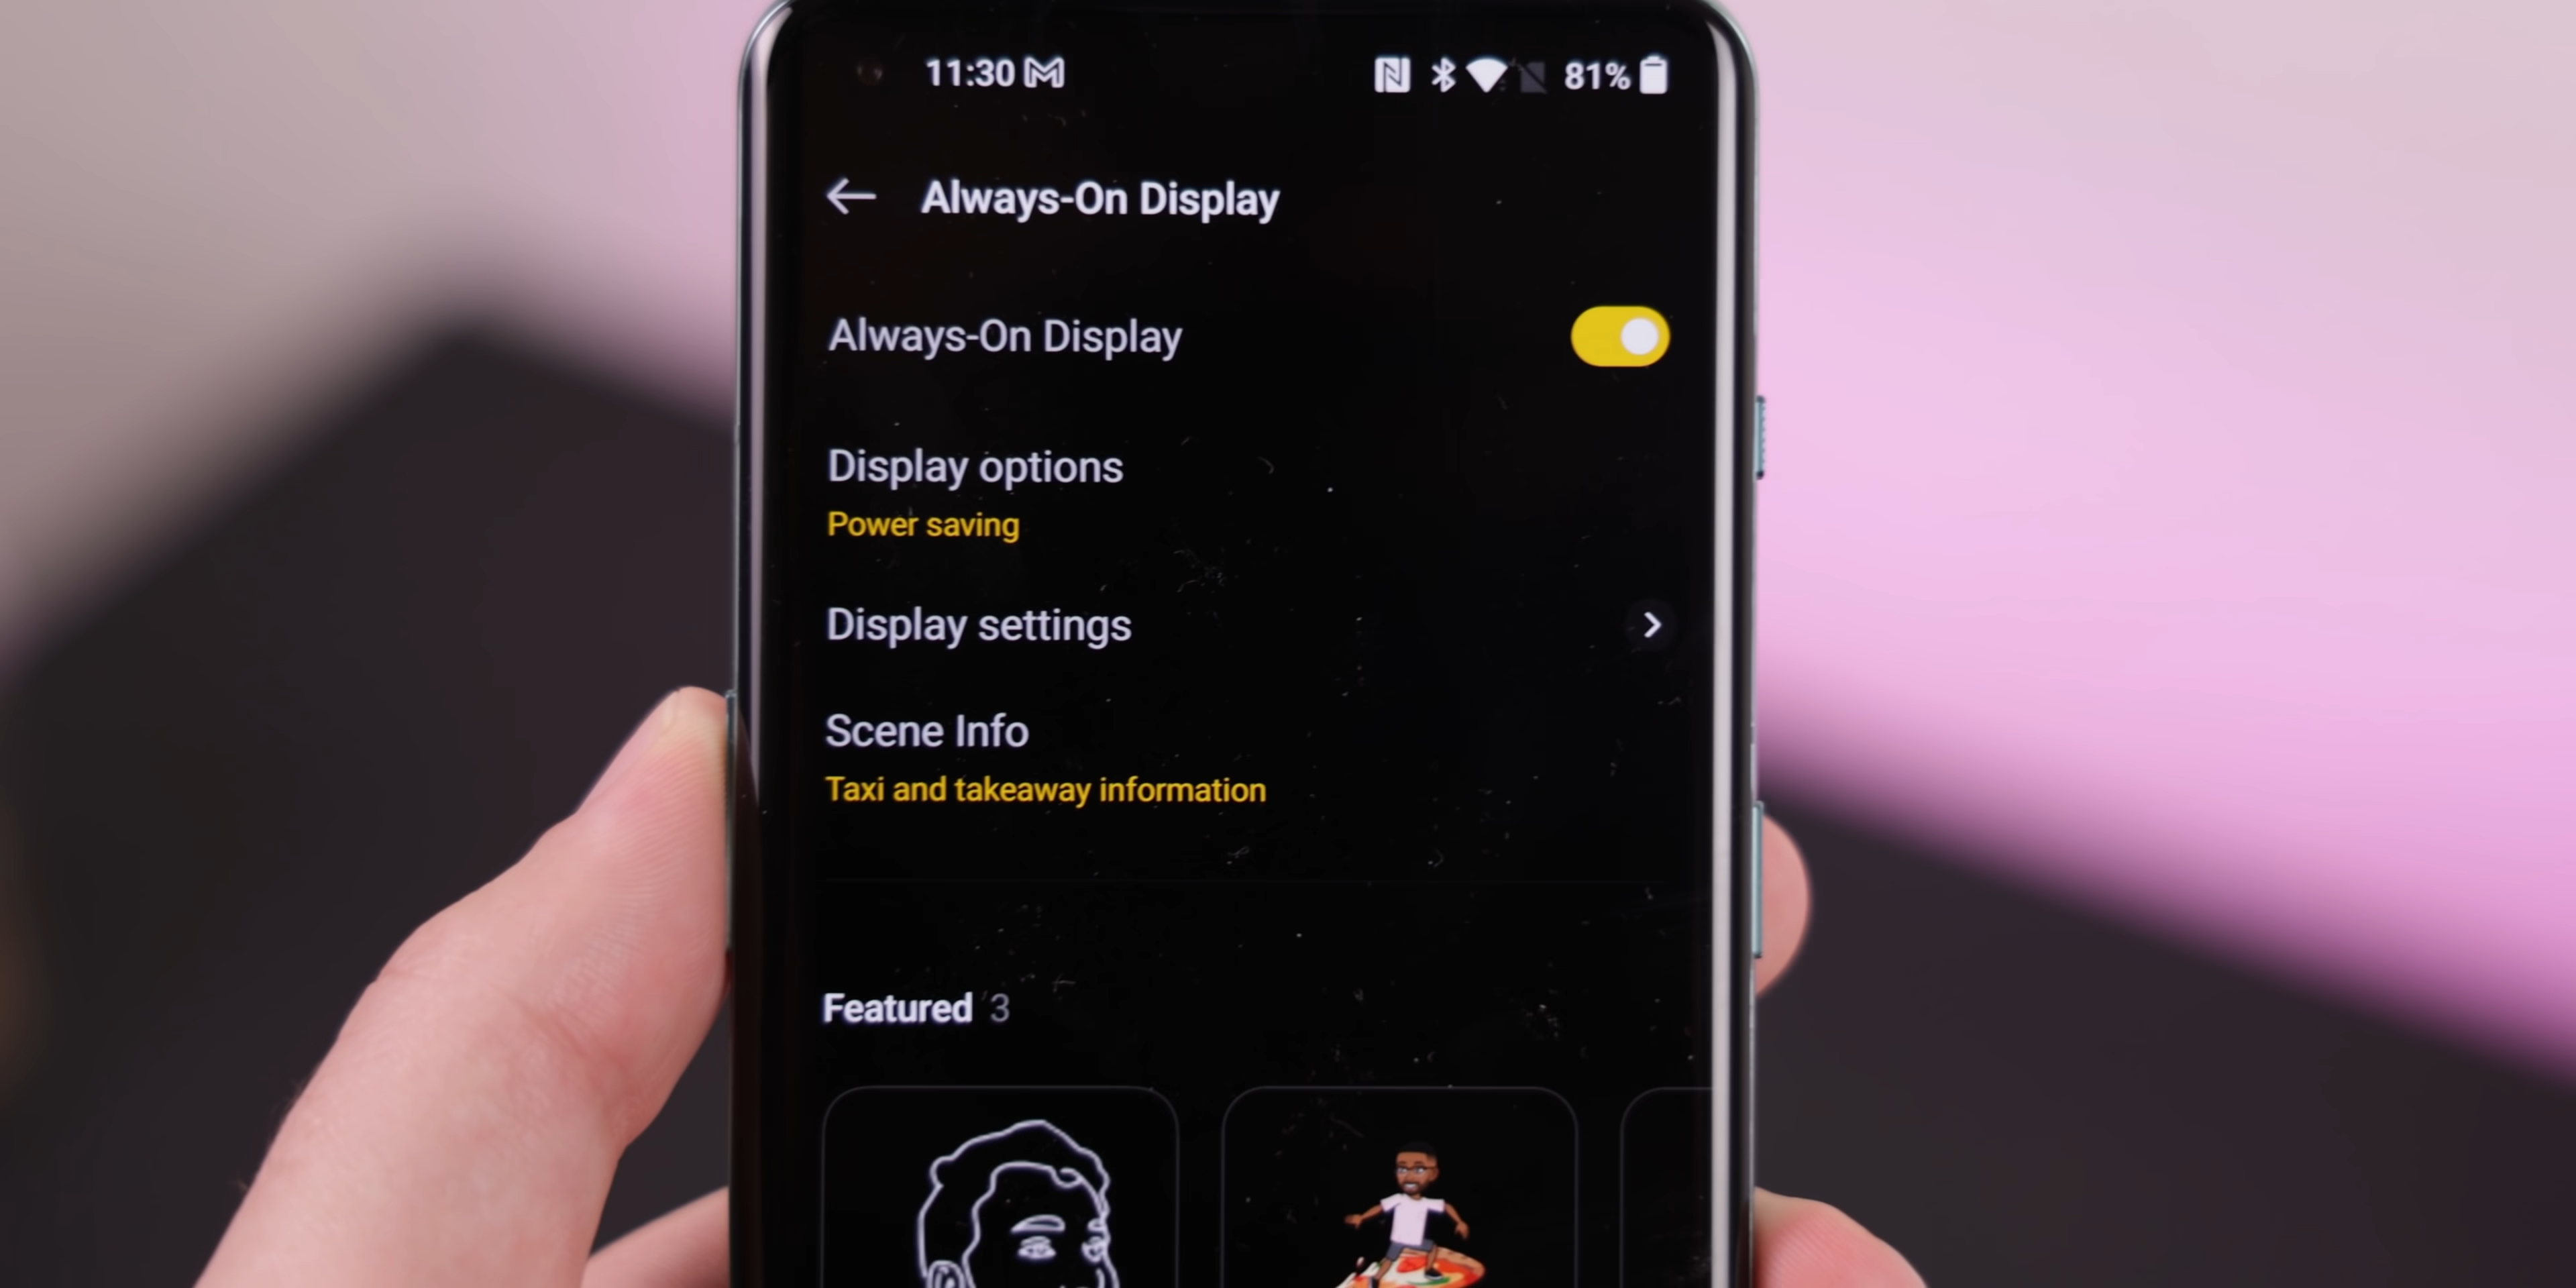 11:30 81%
Always-On Display
Always-On Display
Display options
Power saving
Display settings
Scene Info
Taxi and takeaway information
Featured 3